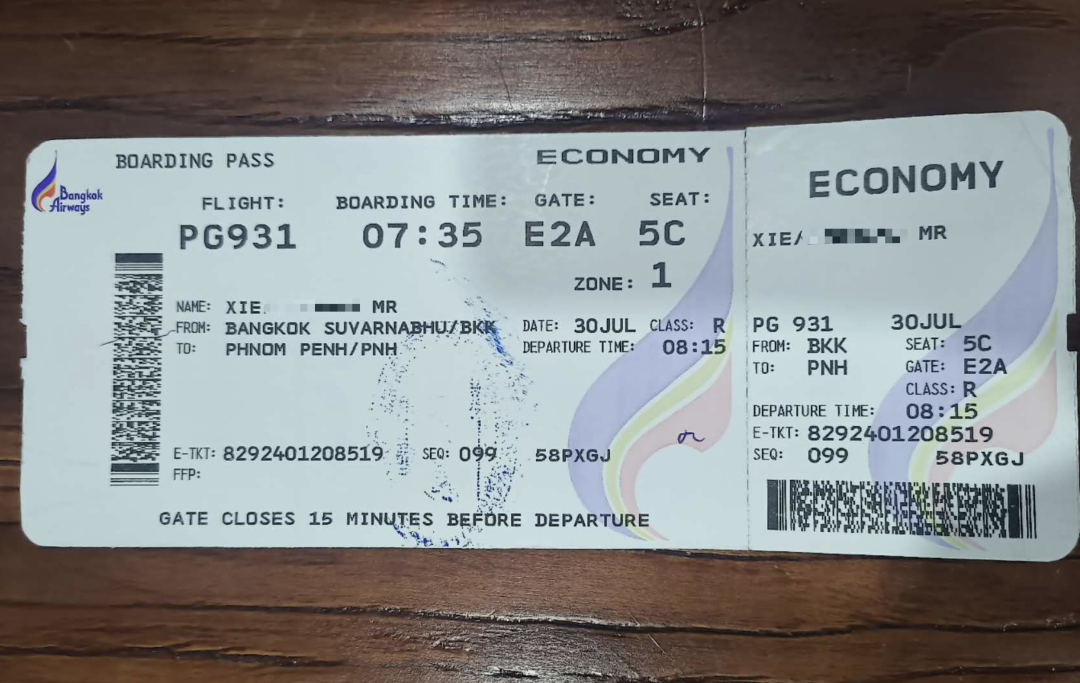 BOARDING PASS
ECONOMY
Bangkok
Airways
FLIGHT: BOARDING TIME: GATE: SEAT:
PG931 07:35 E2A 5C
ZONE: 1
NAME: XIE MR
FROM: BANGKOK SUVARNABHU/BKK DATE: 30JUL CLASS: R
TO: PHNOM PENH/PNH DEPARTURE TIME: 08:15
E-TKT: 8292401208519 SEQ: 099 58PXGJ
FFP:
GATE CLOSES 15 MINUTES BEFORE DEPARTURE
ECONOMY
XIE/ MR
PG 931 30JUL
FROM: BKK SEAT: 5C
TO: PNH GATE: E2A
CLASS: R
DEPARTURE TIME: 08:15
E-TKT: 8292401208519
SEQ: 099 58PXGJ